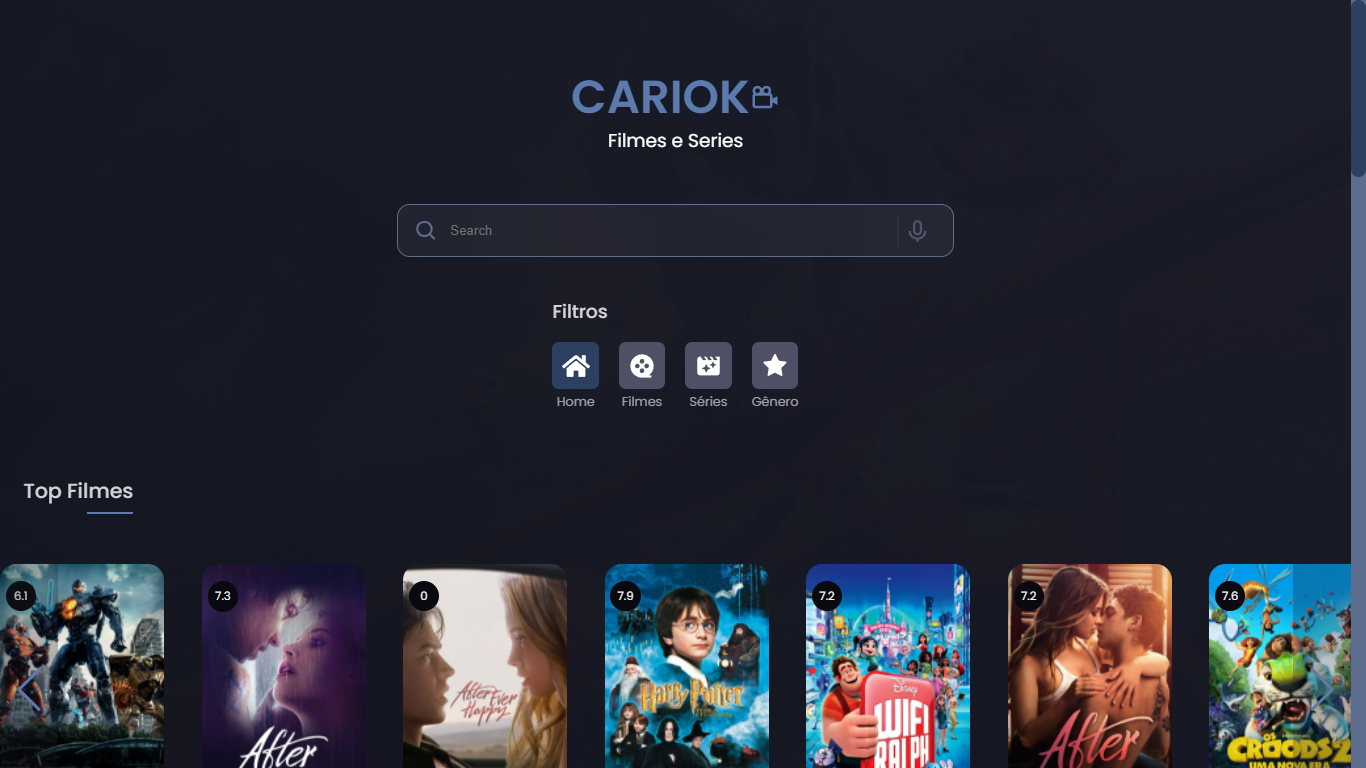 CARIOK
Filmes e Series
Search
Filtros
Home Filmes Séries Gênero
Top Filmes
6.1 7.3 0 7.9 7.2 7.2 7.6
After
After Ever
Happy
Harry Potter
Disney
WiFi
RALPH
After
OS
CROODS 2
UMA NOVA ERA